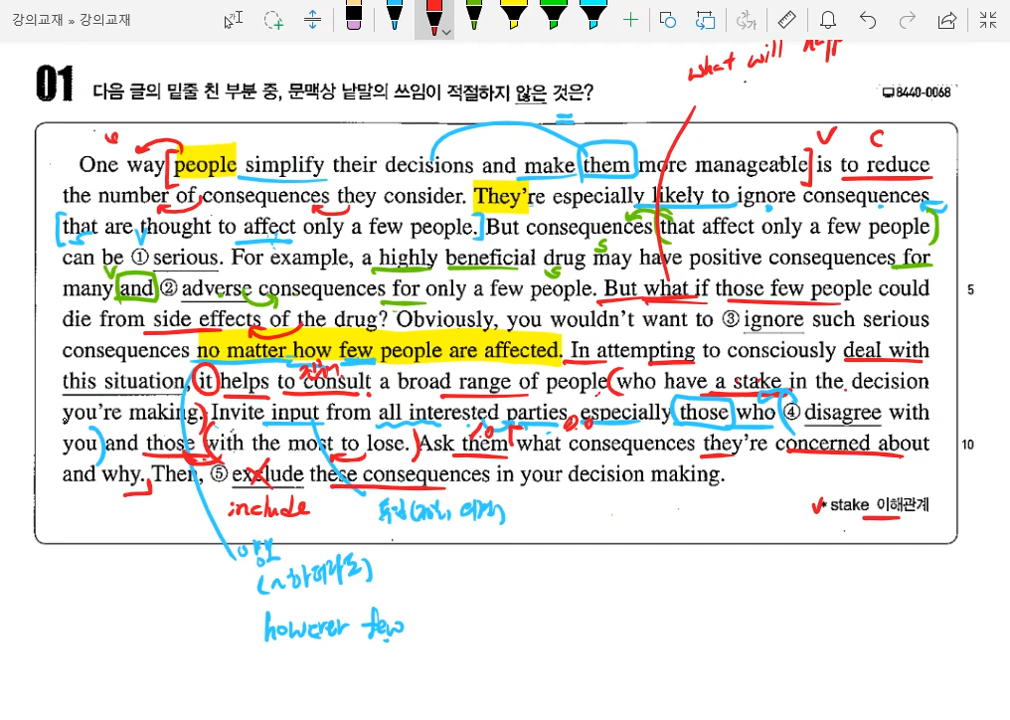 강의교재 » 강의교재
what will happ
01 다음 글의 밑줄 친 부분 중, 문맥상 낱말의 쓰임이 적절하지 않은 것은? 8440-0068
v c
One way people simplify their decisions and make them more manageable is to reduce
the number of consequences they consider. They're especially likely to ignore consequences
that are thought to affect only a few people. But consequences that affect only a few people
s v s
can be ① serious. For example, a highly beneficial drug may have positive consequences for
v s
many and ② adverse consequences for only a few people. But what if those few people could 5
die from side effects of the drug? Obviously, you wouldn't want to ③ ignore such serious
consequences no matter how few people are affected. In attempting to consciously deal with
this situation, it helps to consult a broad range of people who have a stake in the decision
you're making. Invite input from all interested parties, especially those who ④ disagree with
you and those with the most to lose. Ask them what consequences they're concerned about 10
and why. Then, ⑤ exclude these consequences in your decision making.
include
* stake 이해관계
양보
(~하더라도)
however few